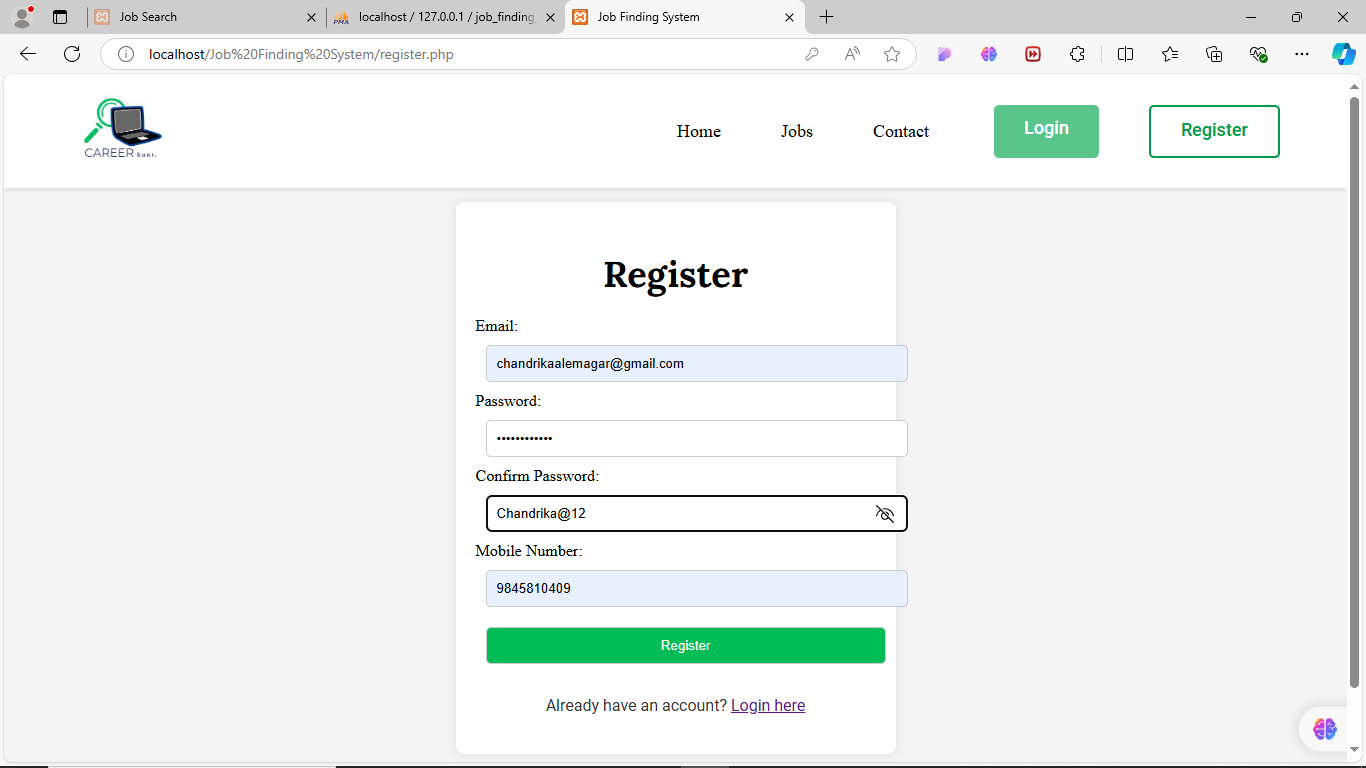 Job Search
localhost / 127.0.0.1 / job_finding_
Job Finding System
localhost/Job%20Finding%20System/register.php
CAREER hunt.
Home
Jobs
Contact
Login
Register
Register
Email:
chandrikaalemagar@gmail.com
Password:
••••••••••••
Confirm Password:
Chandrika@12
Mobile Number:
9845810409
Register
Already have an account? Login here